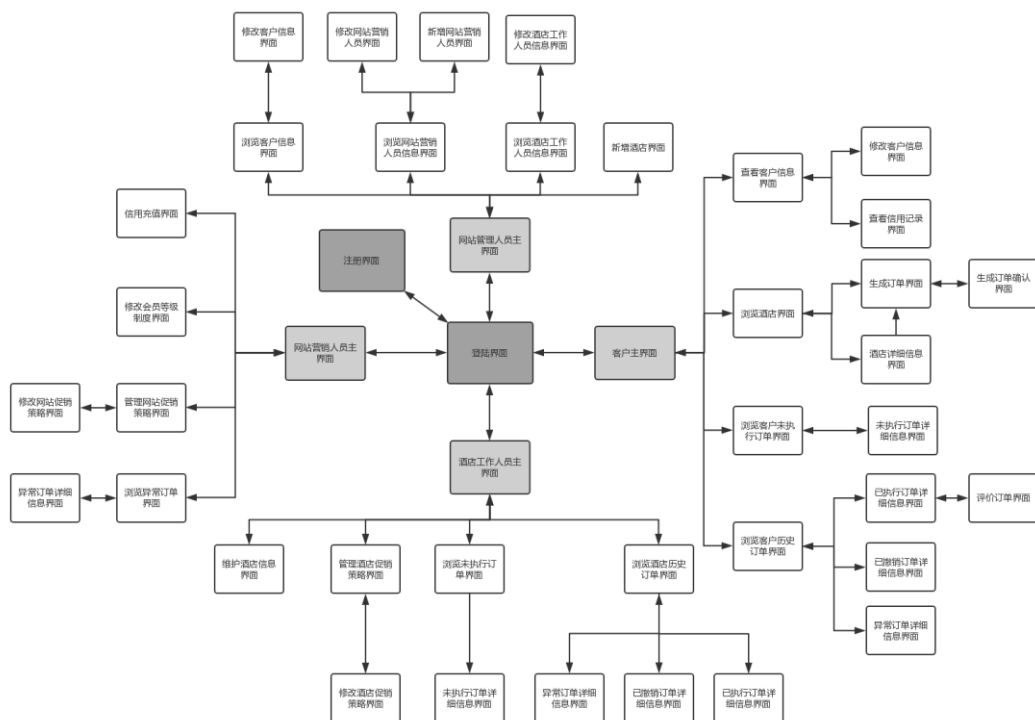 修改客户信息
界面
修改网站营销
人员界面
新增网站营销
人员界面
修改酒店工作
人员信息界面
浏览客户信息
界面
浏览网站营销
人员信息界面
浏览酒店工作
人员信息界面
新增酒店界面
修改客户信息
界面
查看客户信息
界面
查看信用记录
界面
信用充值界面
注册界面
网站管理人员主
界面
生成订单界面
生成订单确认
界面
修改会员等级
制度界面
浏览酒店界面
网站营销人员主
界面
登陆界面
客户主界面
酒店详细信息
界面
修改网站促销
策略界面
管理网站促销
策略界面
浏览客户未执
行订单界面
未执行订单详
细信息界面
酒店工作人员主
界面
异常订单详细
信息界面
浏览异常订单
界面
已执行订单详
细信息界面
评价订单界面
浏览客户历史
订单界面
已撤销订单详
细信息界面
异常订单详细
信息界面
维护酒店信息
界面
管理酒店促销
策略界面
浏览未执行订
单界面
浏览酒店历史
订单界面
修改酒店促销
策略界面
未执行订单详
细信息界面
异常订单详细
信息界面
已撤销订单详
细信息界面
已执行订单详
细信息界面